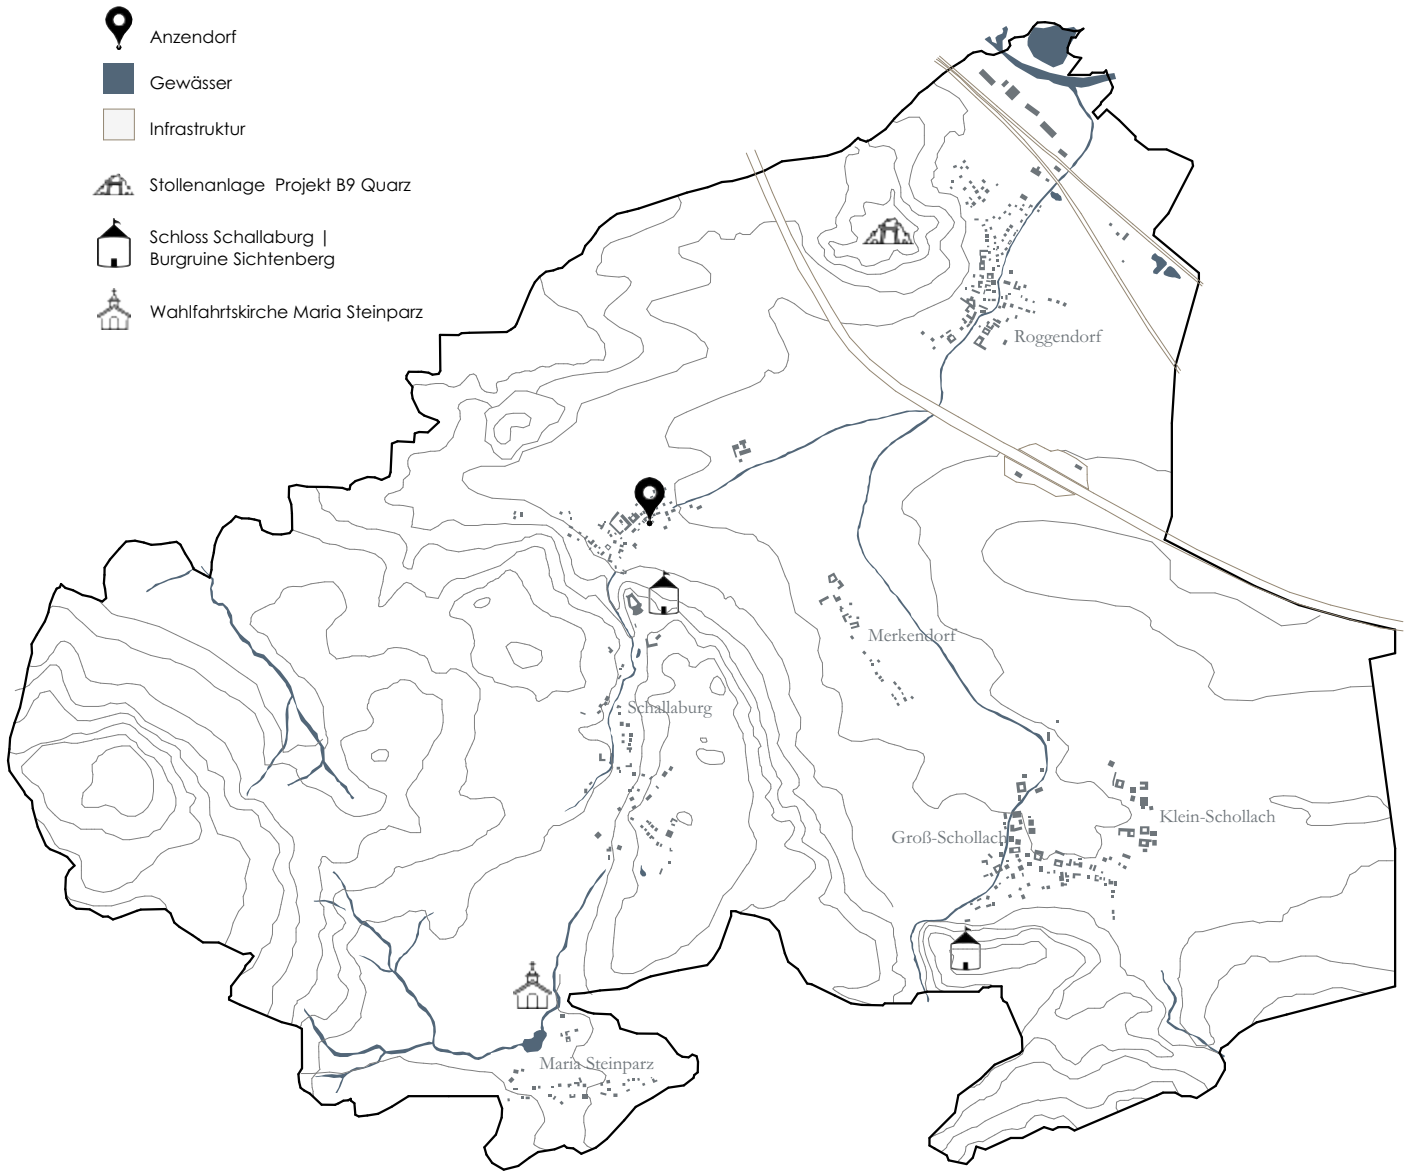 Anzendorf
Gewässer
Infrastruktur
Stollenanlage Projekt B9 Quarz
Schloss Schallaburg |
Burgruine Sichtenberg
Wahlfahrtskirche Maria Steinparz
Roggendorf
Merkendorf
Schallaburg
Klein-Schollach
Groß-Schollach
Maria Steinparz